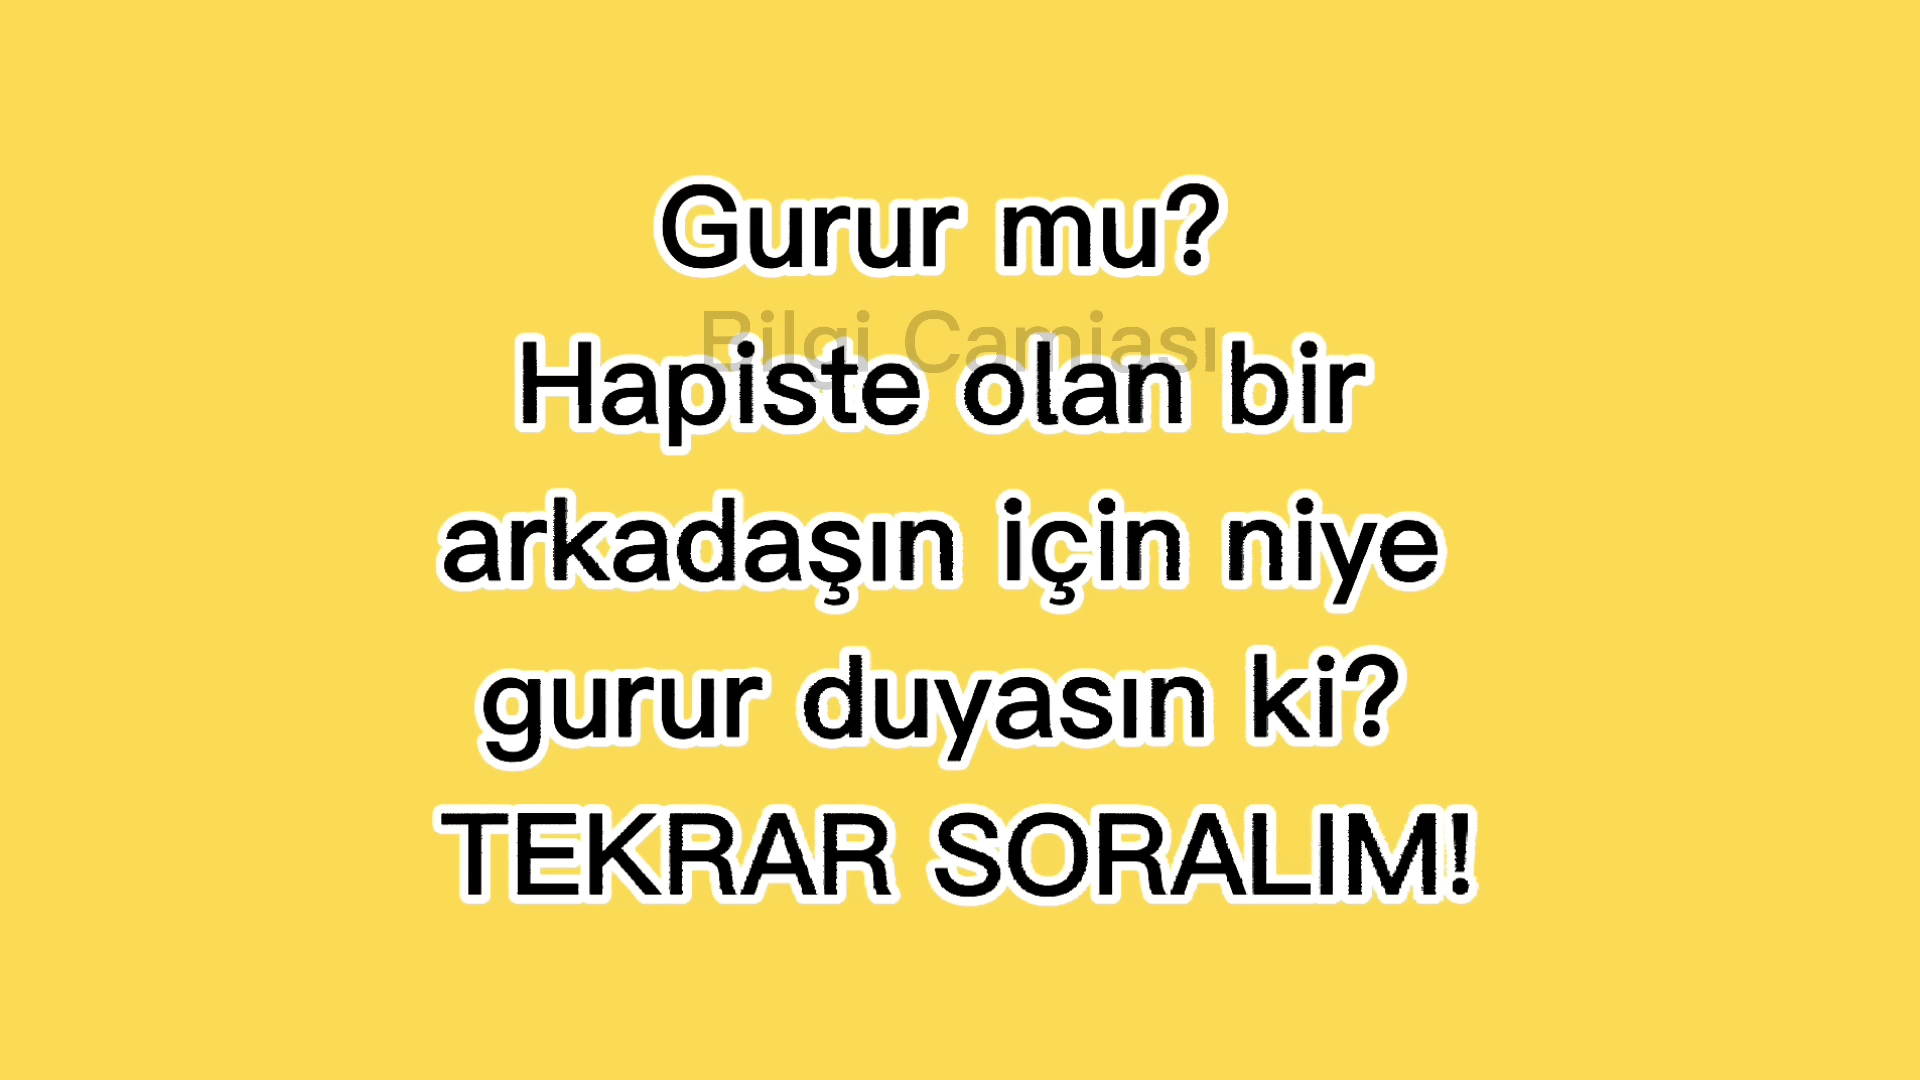 Gurur mu?
Bilgi Camiası
Hapiste olan bir
arkadaşın için niye
gurur duyasın ki?
TEKRAR SORALIM!